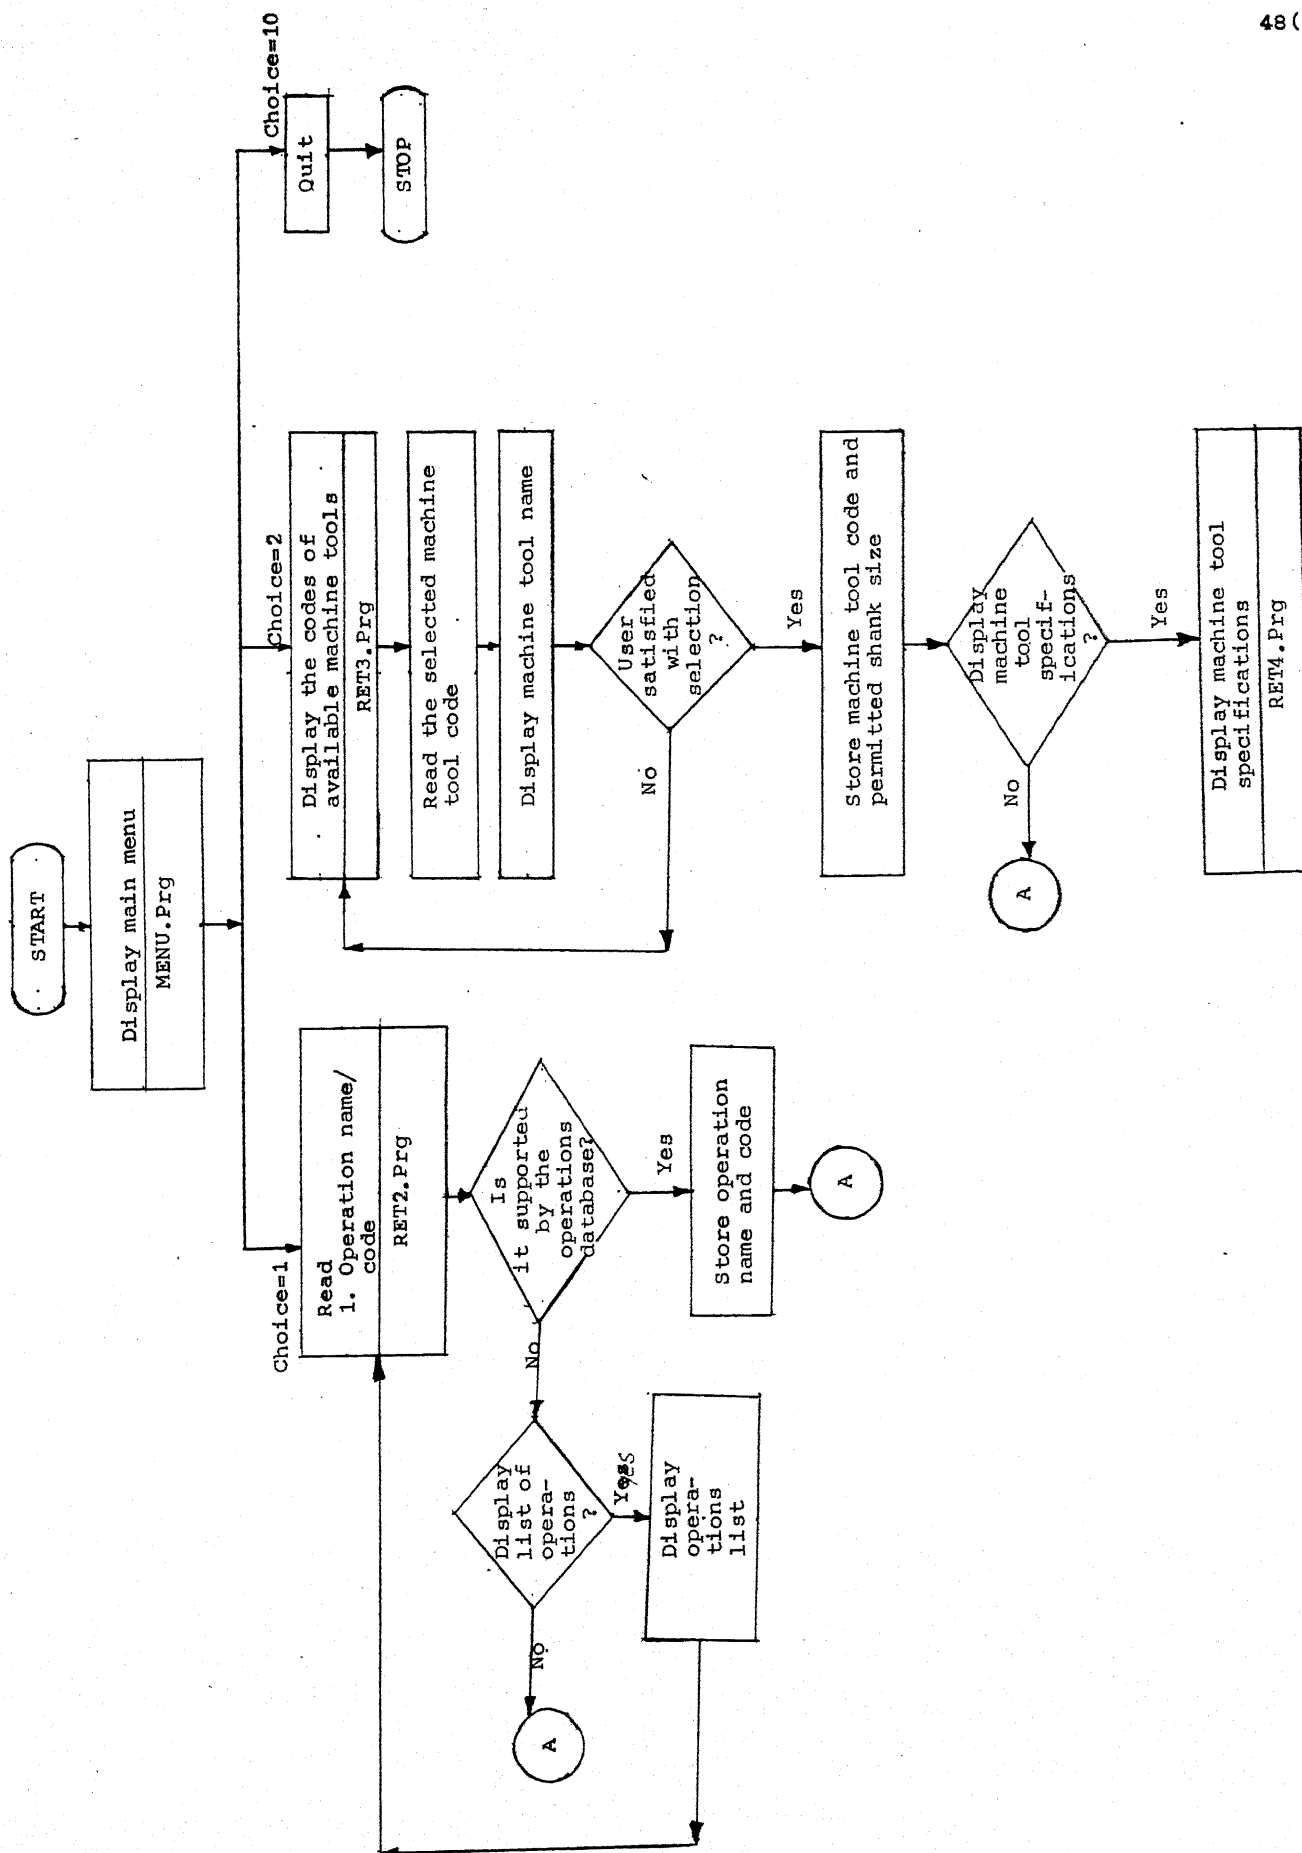 48(
START
Display main menu
MENU.Prg
Choice=1
Read
1. Operation name/
code
RET2.Prg
Is
it supported
by the
operations
database?
No
Yes
Display
list of
opera-
tions
?
No
Yes
Display
opera-
tions
list
A
Store operation
name and code
A
Choice=2
Display the codes of
available machine tools
RET3.Prg
Read the selected machine
tool code
Display machine tool name
User
satisfied
with
selection
?
No
Yes
Store machine tool code and
permitted shank size
Display
machine
tool
specif-
ications
?
No
Yes
A
Display machine tool
specifications
RET4.Prg
Choice=10
Quit
STOP